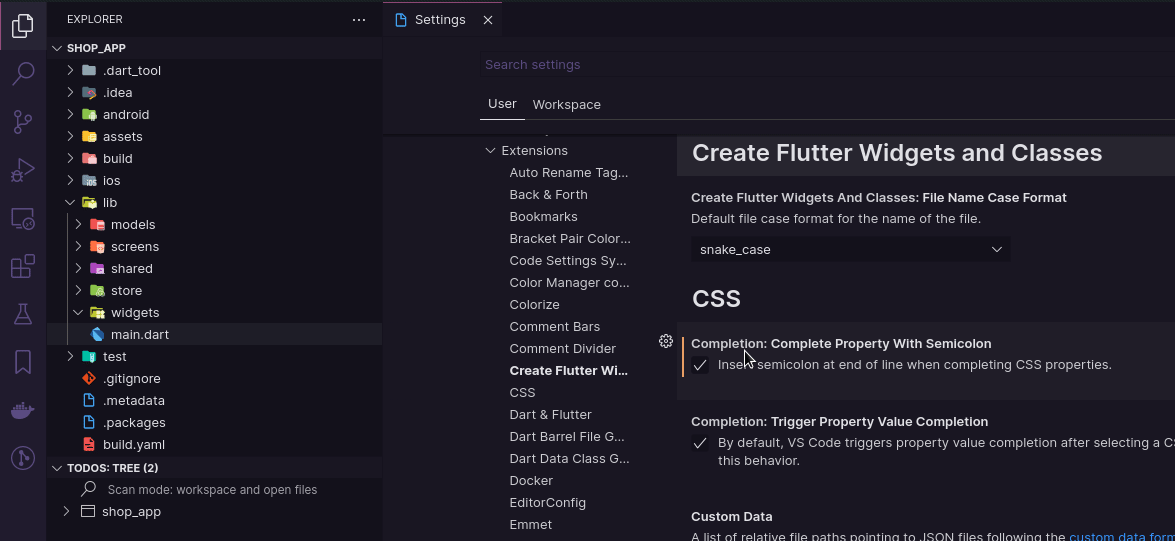 EXPLORER
SHOP_APP
.dart_tool
.idea
android
assets
build
ios
lib
models
screens
shared
store
widgets
main.dart
test
.gitignore
.metadata
.packages
build.yaml
TODOS: TREE (2)
Scan mode: workspace and open files
shop_app
Settings
Search settings
User Workspace
Extensions
Auto Rename Tag...
Back & Forth
Bookmarks
Bracket Pair Color...
Code Settings Sy...
Color Manager co...
Colorize
Comment Bars
Comment Divider
Create Flutter Wi...
CSS
Dart & Flutter
Dart Barrel File G...
Dart Data Class G...
Docker
EditorConfig
Emmet
Create Flutter Widgets and Classes
Create Flutter Widgets And Classes: File Name Case Format
Default file case format for the name of the file.
snake_case
CSS
Completion: Complete Property With Semicolon
Insert semicolon at end of line when completing CSS properties.
Completion: Trigger Property Value Completion
By default, VS Code triggers property value completion after selecting a
this behavior.
Custom Data
A list of relative file paths pointing to JSON files following the custom data